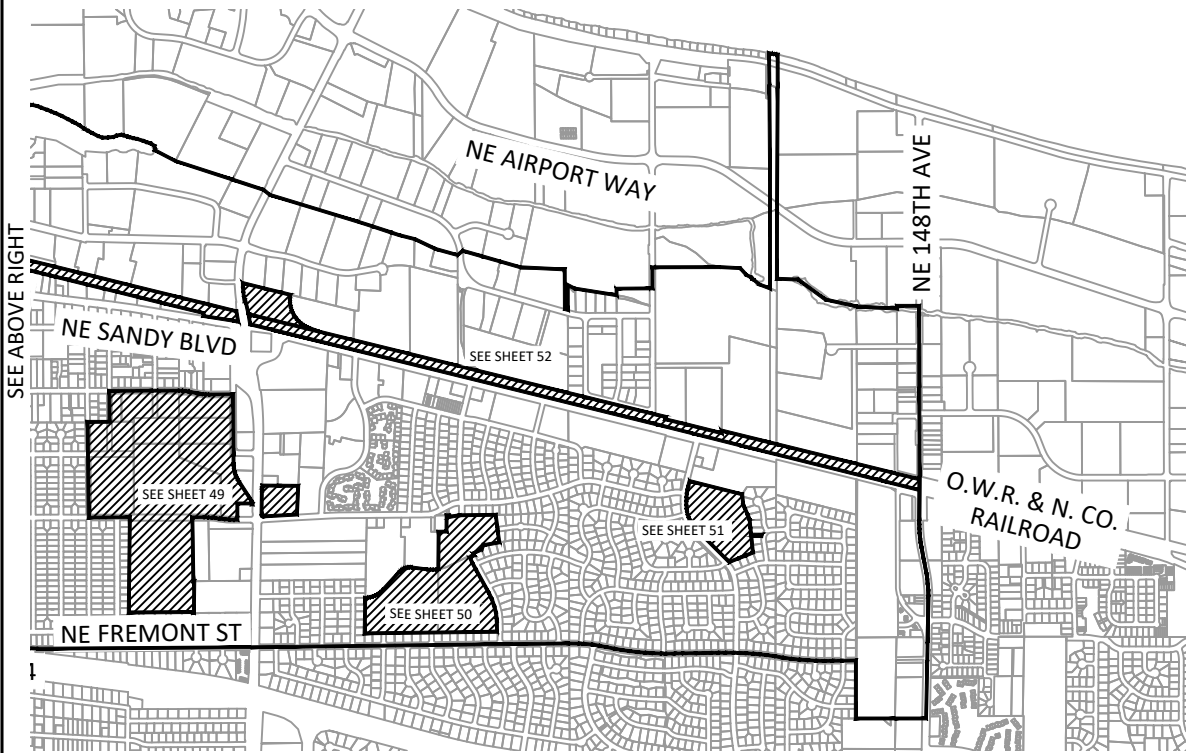 NE AIRPORT WAY
NE 148TH AVE
SEE ABOVE RIGHT
NE SANDY BLVD
SEE SHEET 52
SEE SHEET 49
O.W.R. & N. CO.
RAILROAD
SEE SHEET 51
SEE SHEET 50
NE FREMONT ST
4